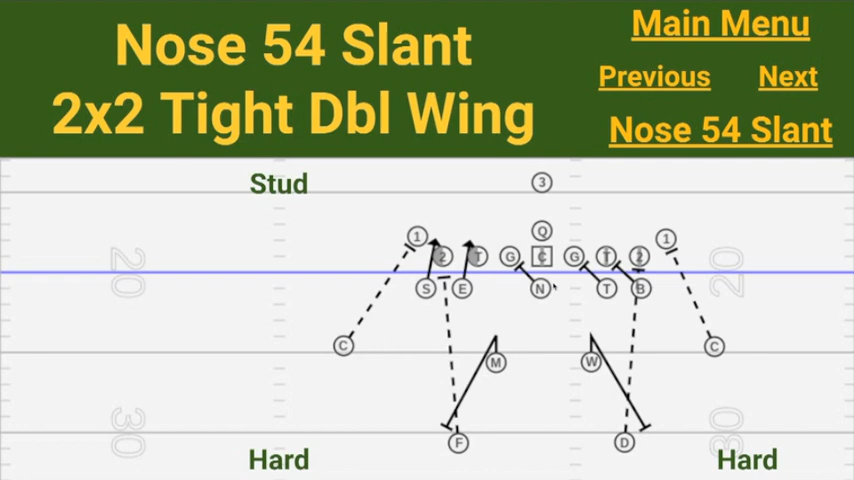 Nose 54 Slant
2x2 Tight Dbl Wing
Main Menu
Previous Next
Nose 54 Slant
Stud
3
1 Q 1
2 T G C G T 2
20 20
S E N T B
C C
M W
30 30
F D
Hard Hard